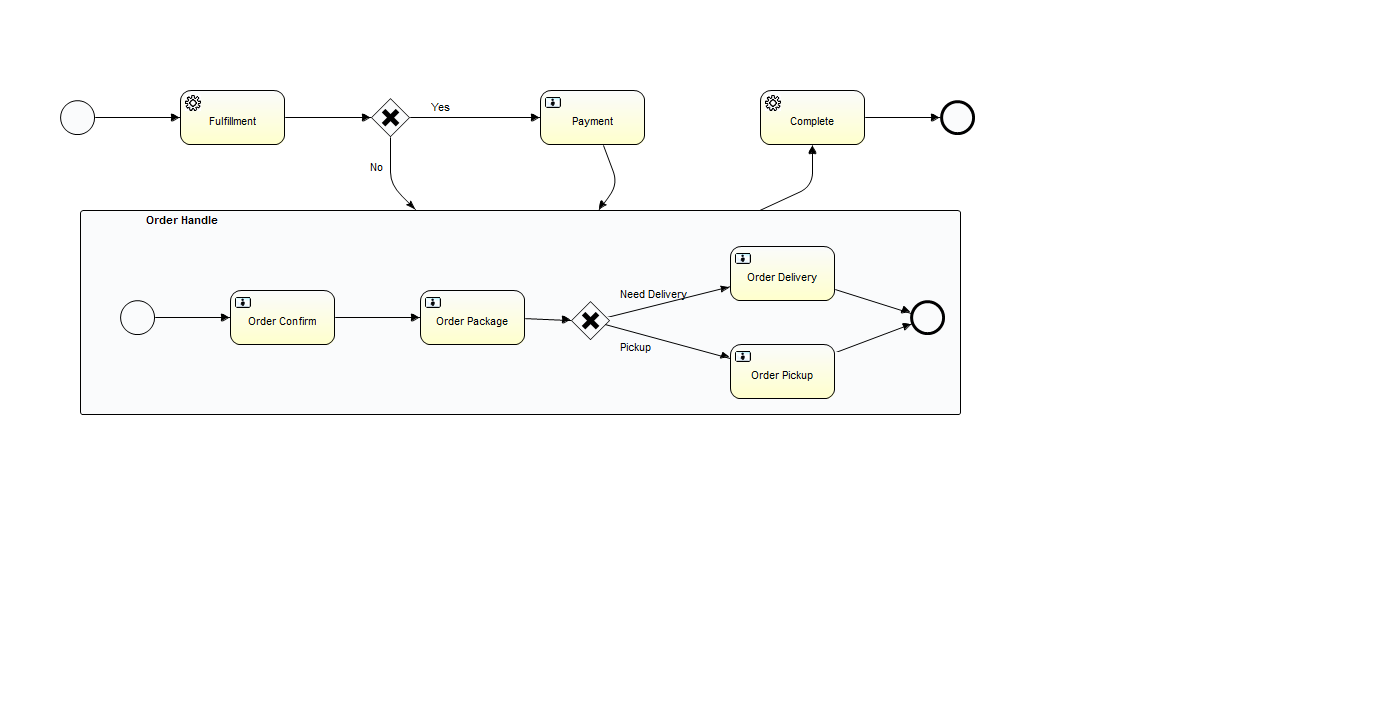 Fulfillment
Yes
Payment
Complete
No
Order Handle
Order Confirm
Order Package
Need Delivery
Order Delivery
Pickup
Order Pickup